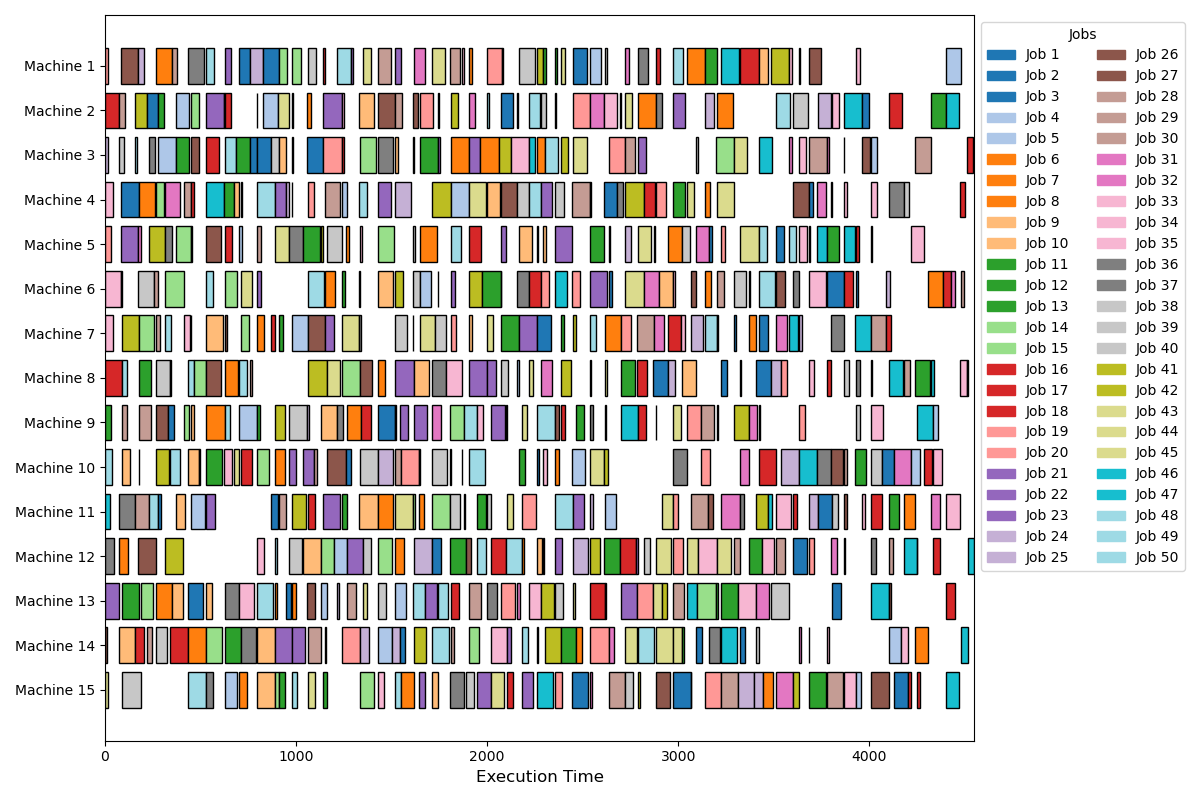 Machine 1
Machine 2
Machine 3
Machine 4
Machine 5
Machine 6
Machine 7
Machine 8
Machine 9
Machine 10
Machine 11
Machine 12
Machine 13
Machine 14
Machine 15
0 1000 2000 3000 4000
Execution Time
Jobs
Job 1
Job 2
Job 3
Job 4
Job 5
Job 6
Job 7
Job 8
Job 9
Job 10
Job 11
Job 12
Job 13
Job 14
Job 15
Job 16
Job 17
Job 18
Job 19
Job 20
Job 21
Job 22
Job 23
Job 24
Job 25
Job 26
Job 27
Job 28
Job 29
Job 30
Job 31
Job 32
Job 33
Job 34
Job 35
Job 36
Job 37
Job 38
Job 39
Job 40
Job 41
Job 42
Job 43
Job 44
Job 45
Job 46
Job 47
Job 48
Job 49
Job 50